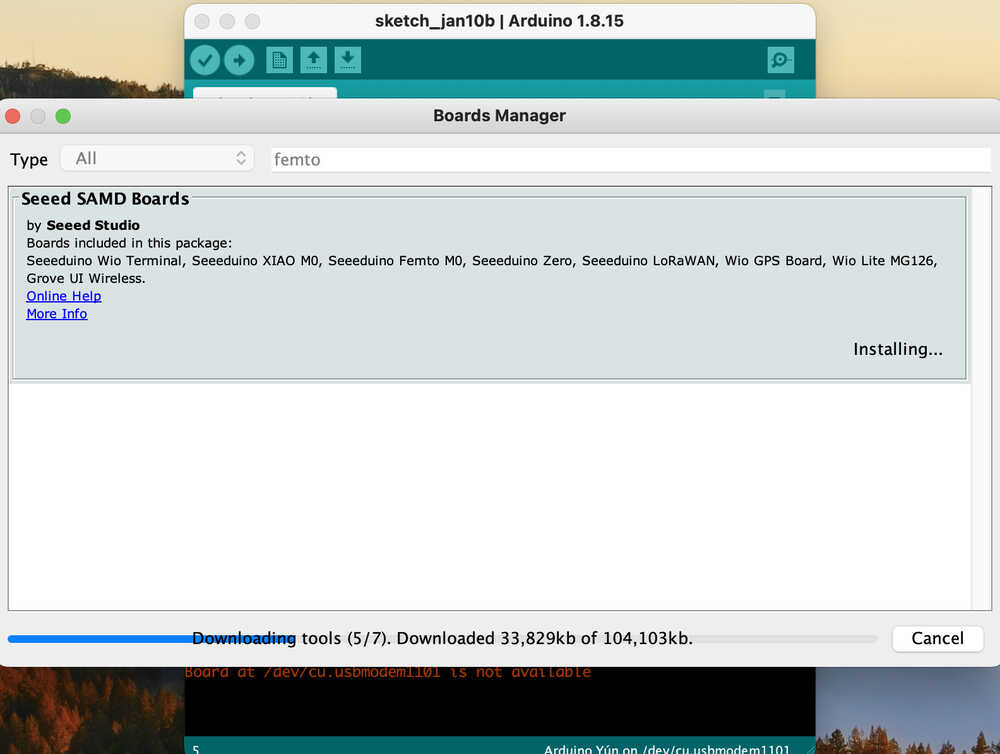 sketch_jan10b | Arduino 1.8.15
Boards Manager
Type All femto
Seeed SAMD Boards
by Seeed Studio
Boards included in this package:
Seeeduino Wio Terminal, Seeeduino XIAO M0, Seeeduino Femto M0, Seeeduino Zero, Seeeduino LoRaWAN, Wio GPS Board, Wio Lite MG126,
Grove UI Wireless.
Online Help
More Info
Installing...
Downloading tools (5/7). Downloaded 33,829kb of 104,103kb.
Cancel
Board at /dev/cu.usbmodem1101 is not available
5 Arduino Yún on /dev/cu.usbmodem1101